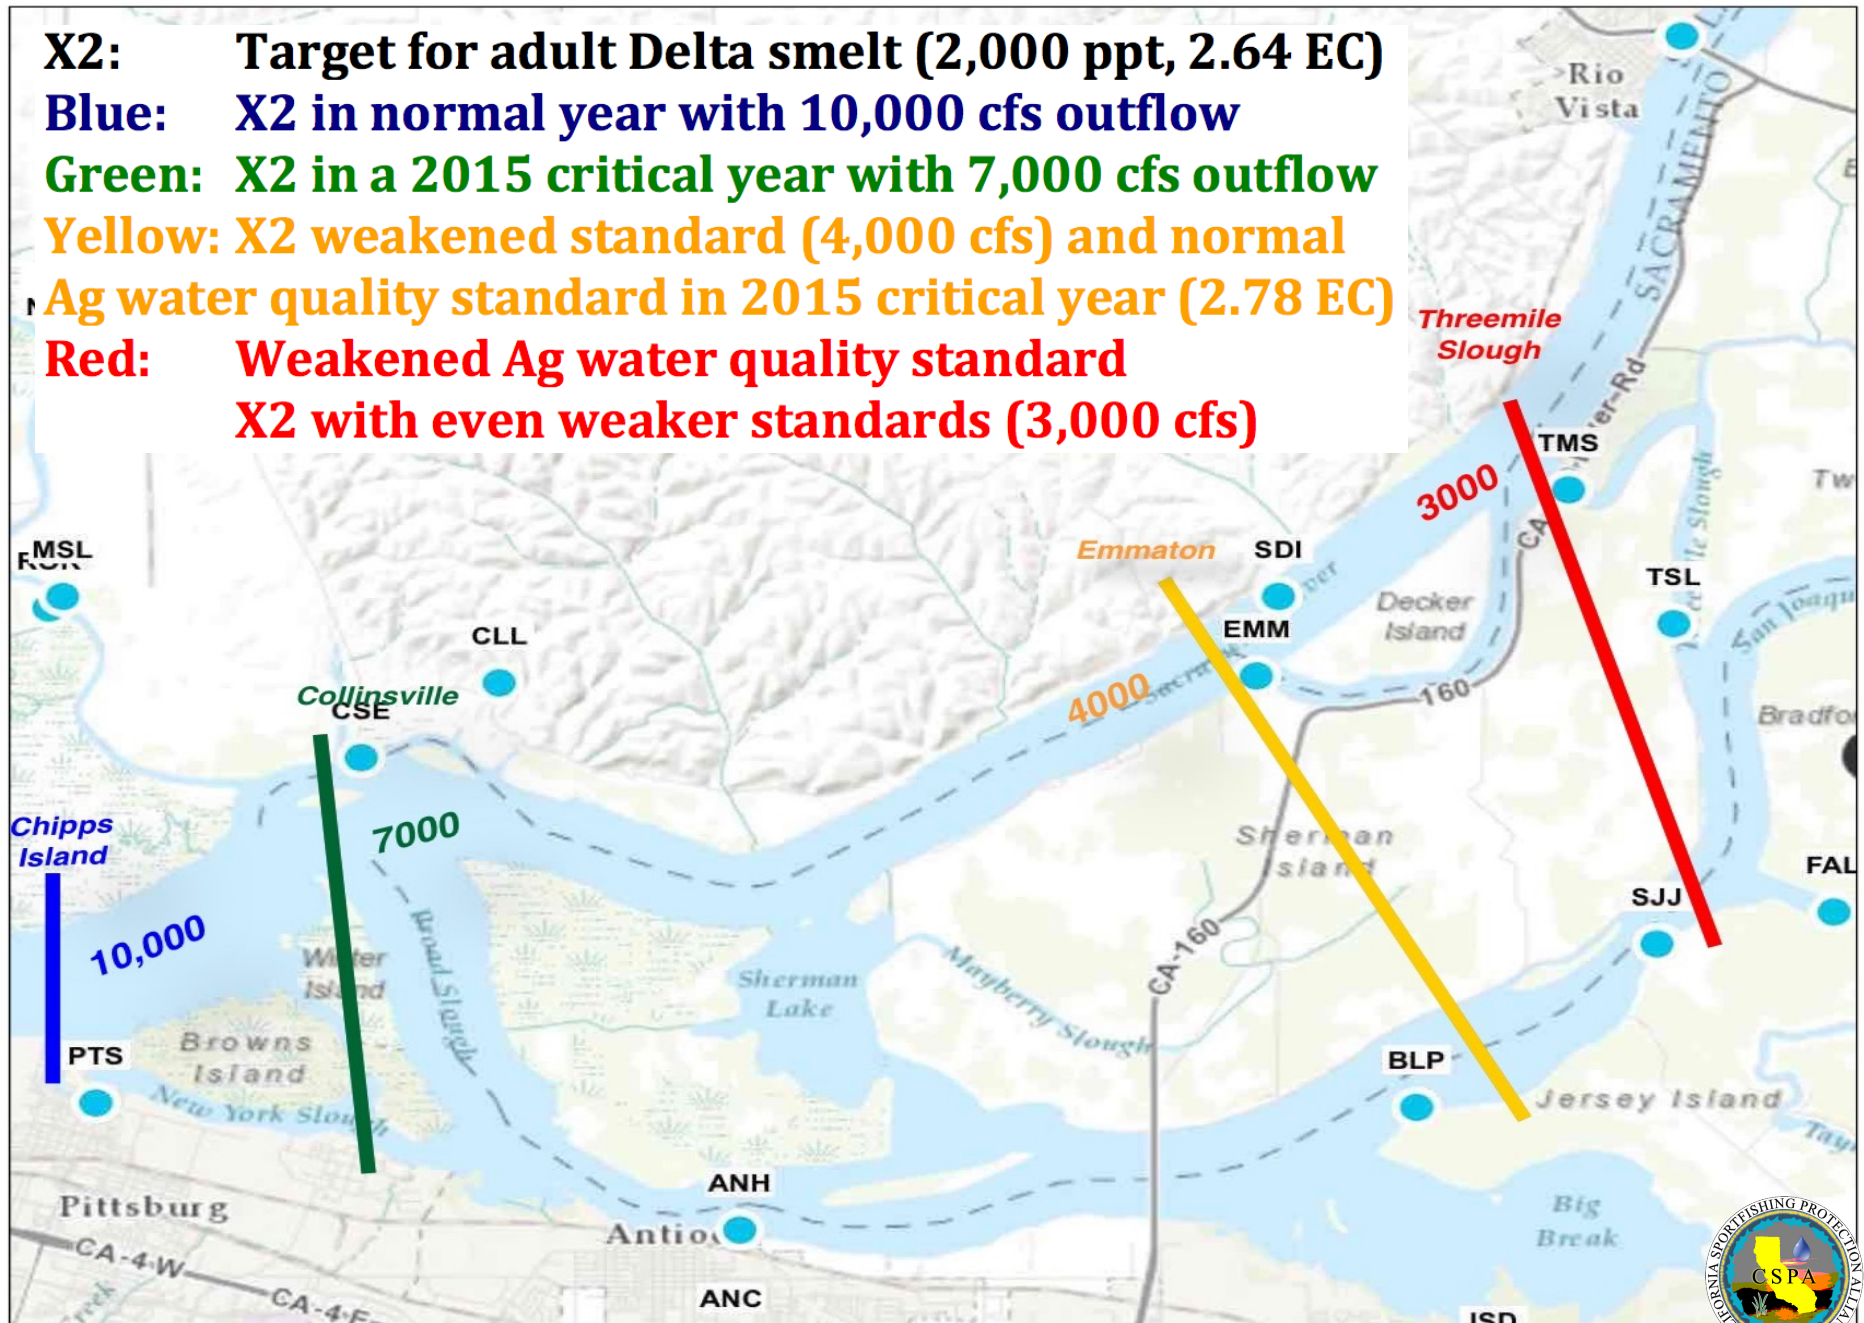 X2: Target for adult Delta smelt (2,000 ppt, 2.64 EC)
Blue: X2 in normal year with 10,000 cfs outflow
Green: X2 in a 2015 critical year with 7,000 cfs outflow
Yellow: X2 weakened standard (4,000 cfs) and normal
Ag water quality standard in 2015 critical year (2.78 EC)
Red: Weakened Ag water quality standard
X2 with even weaker standards (3,000 cfs)
Rio
Vista
SACRAMENTO
Threemile
Slough
TMS
3000
CA
160
MSL
Emmaton
SDI
EMM
Decker
Island
TSL
CLL
Collinsville
CSE
4000
7000
Chipps
Island
10,000
Sherman
Island
SJJ
FAL
Broad Slough
Winter
Island
Sherman
Lake
Mayberry Slough
CA-160
PTS
Browns
Island
New York Slough
BLP
Jersey Island
ANH
Pittsburg
Big
Break
CA-4-W
CA-4-E
ANC
CSPA